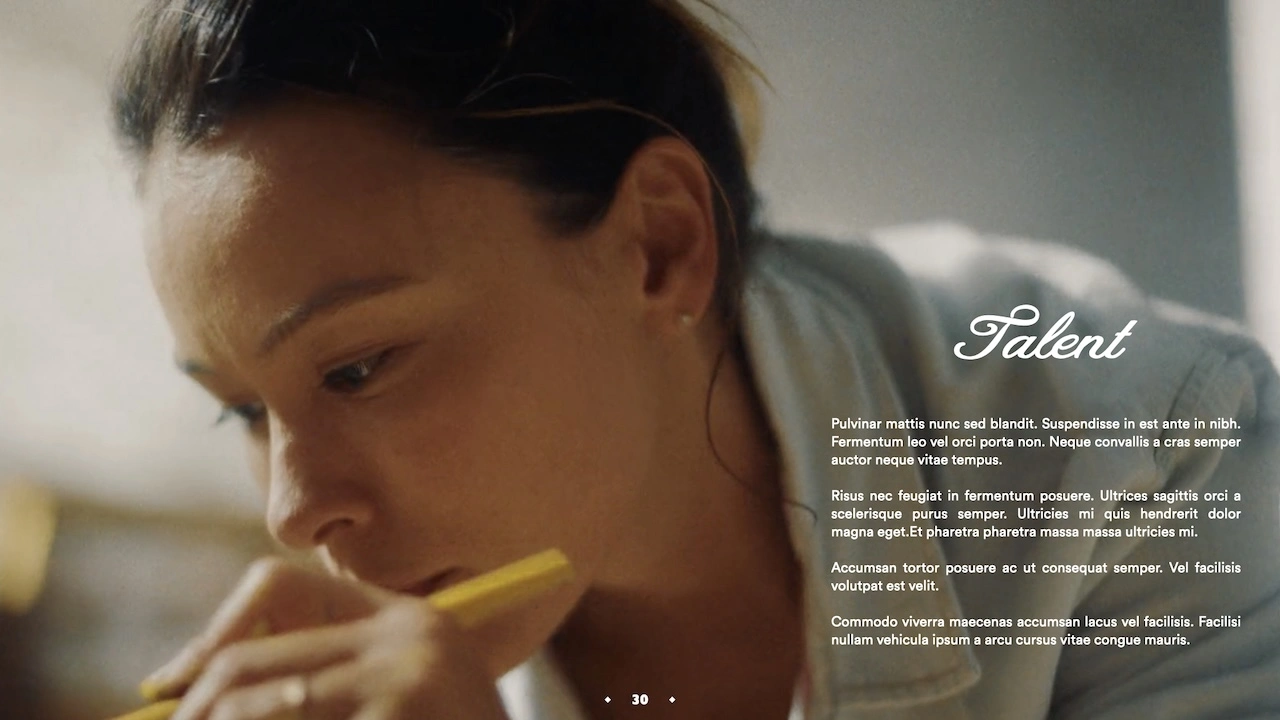 Talent
Pulvinar mattis nunc sed blandit. Suspendisse in est ante in nibh.
Fermentum leo vel orci porta non. Neque convallis a cras semper
auctor neque vitae tempus.
Risus nec feugiat in fermentum posuere. Ultrices sagittis orci a
scelerisque purus semper. Ultricies mi quis hendrerit dolor
magna eget.Et pharetra pharetra massa massa ultricies mi.
Accumsan tortor posuere ac ut consequat semper. Vel facilisis
volutpat est velit.
Commodo viverra maecenas accumsan lacus vel facilisis. Facilisi
nullam vehicula ipsum a arcu cursus vitae congue mauris.
30